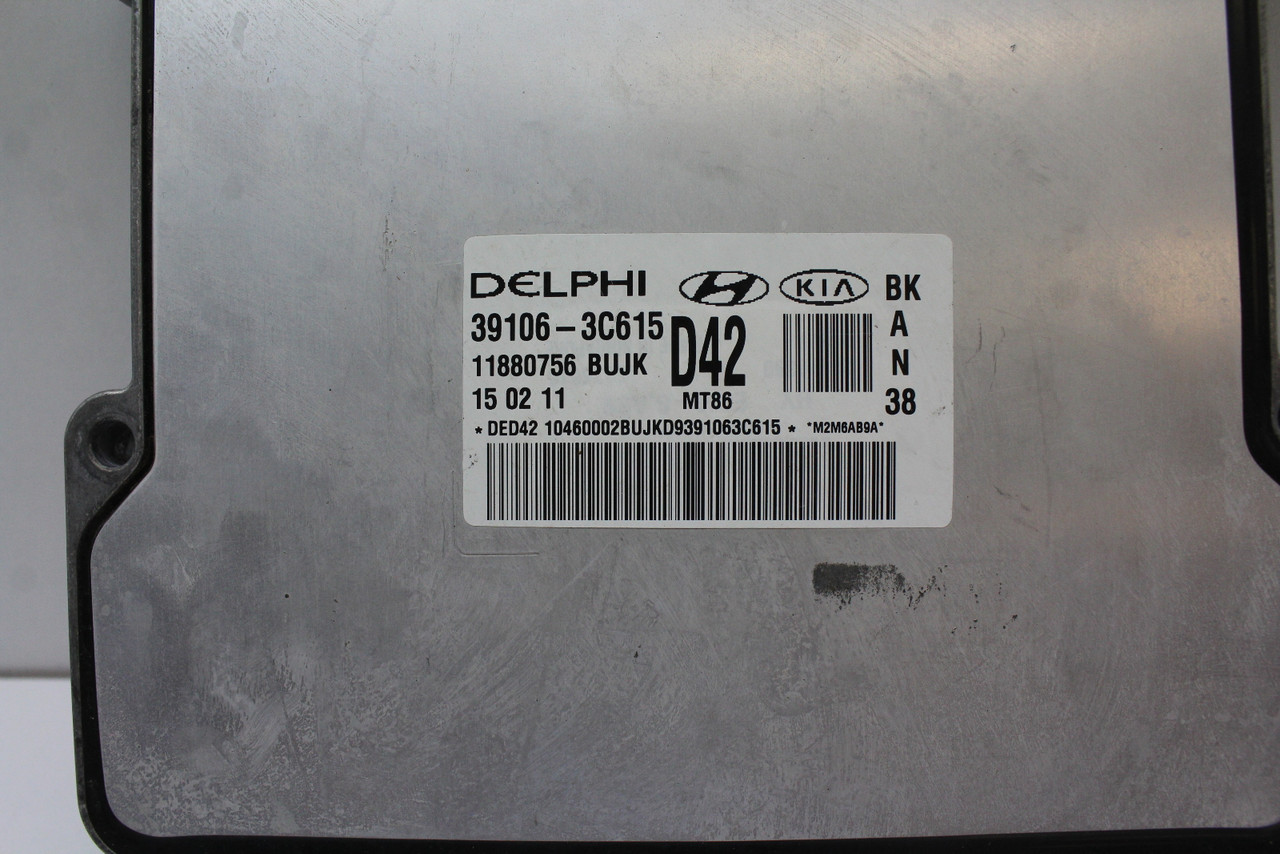 DELPHI H KIA BK
39106-3C615 D42 A
11880756 BUJK N
15 02 11 MT86 38
* DED42 10460002BUJKD9391063C615 * *M2M6AB9A*